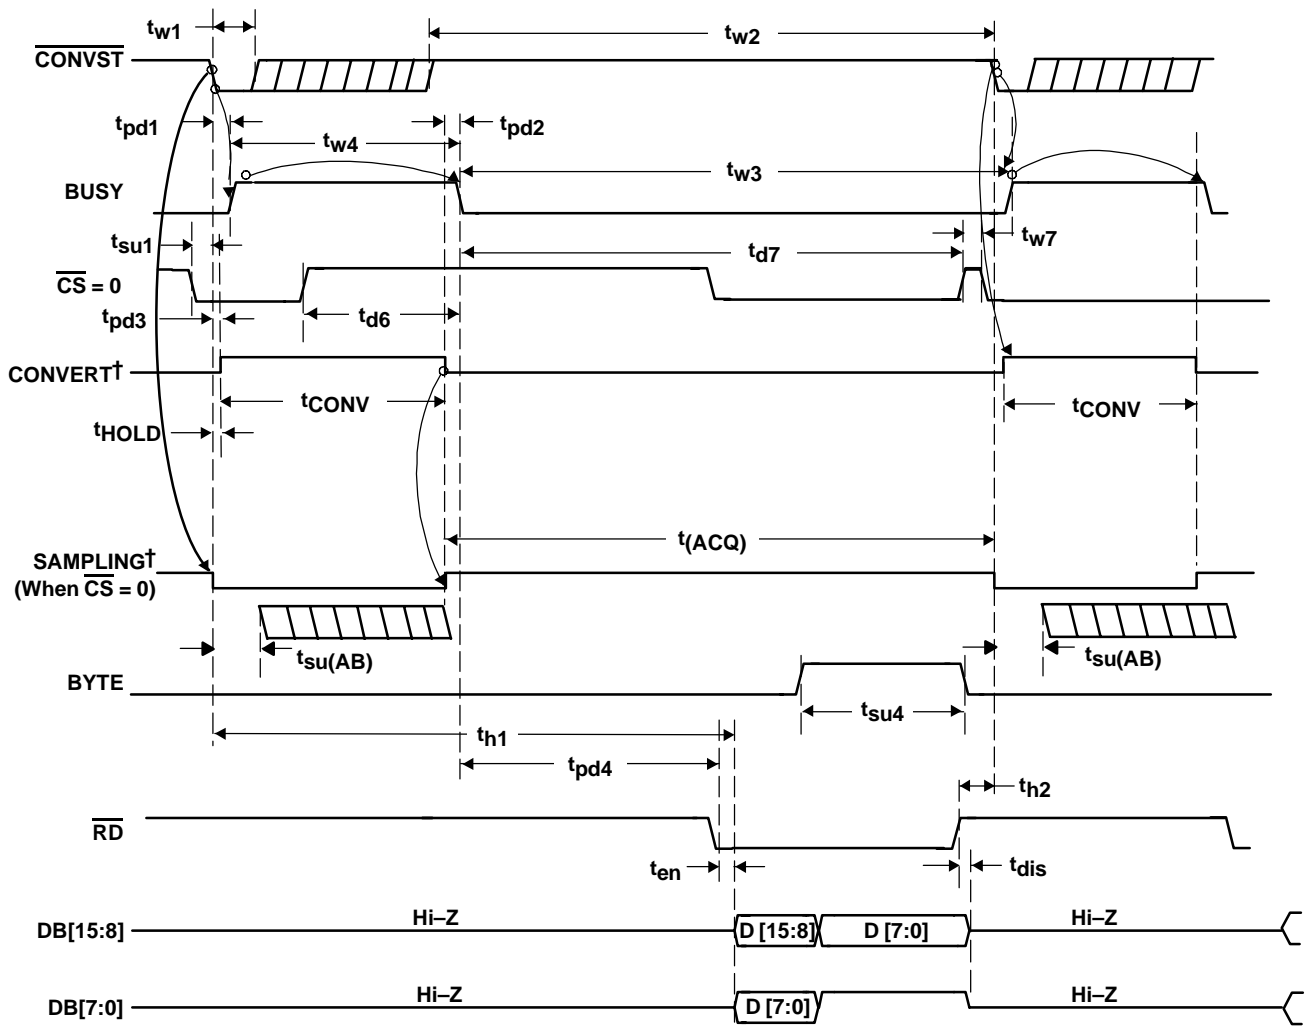 tw1
tw2
CONVST
tpd1
tw4
tpd2
tw3
BUSY
tsu1
tw7
td7
CS = 0
tpd3
td6
CONVERT†
tCONV
tCONV
tHOLD
t(ACQ)
SAMPLING†
(When CS = 0)
tsu(AB)
tsu(AB)
BYTE
tsu4
th1
tpd4
th2
RD
ten
tdis
DB[15:8]
Hi–Z
D [15:8]
D [7:0]
Hi–Z
DB[7:0]
Hi–Z
D [7:0]
Hi–Z